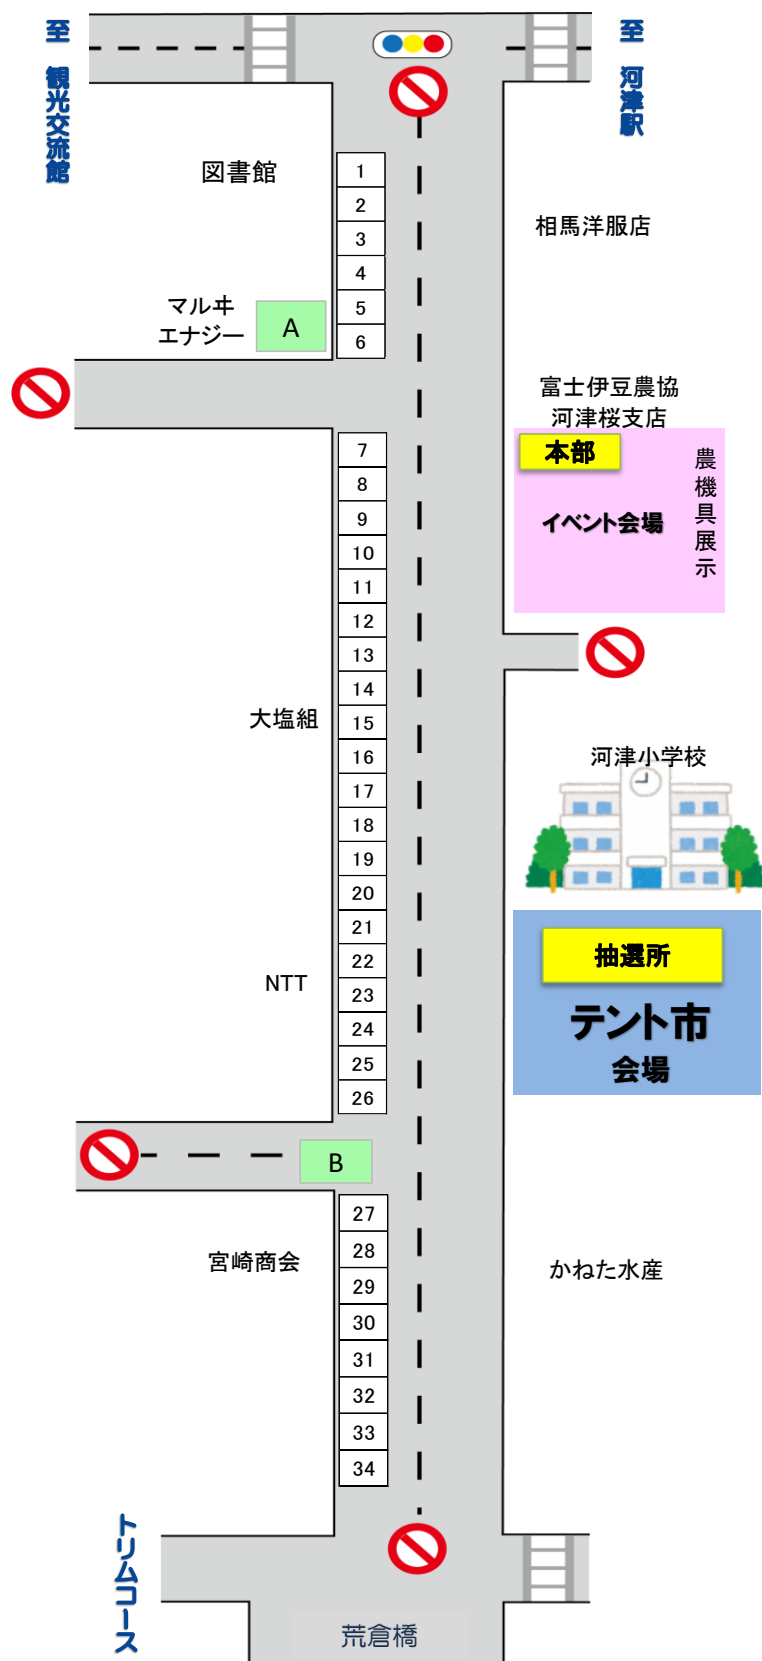 至 観光交流館
至 河津駅
図書館
1
2
3
4
5
6
相馬洋服店
マルヰ
エナジー
A
富士伊豆農協
河津桜支店
本部
イベント会場
農機具展示
7
8
9
10
11
12
13
14
15
16
17
18
19
20
21
22
23
24
25
26
大塩組
河津小学校
NTT
抽選所
テント市
会場
B
27
28
29
30
31
32
33
34
宮崎商会
かねた水産
トリムコース
荒倉橋